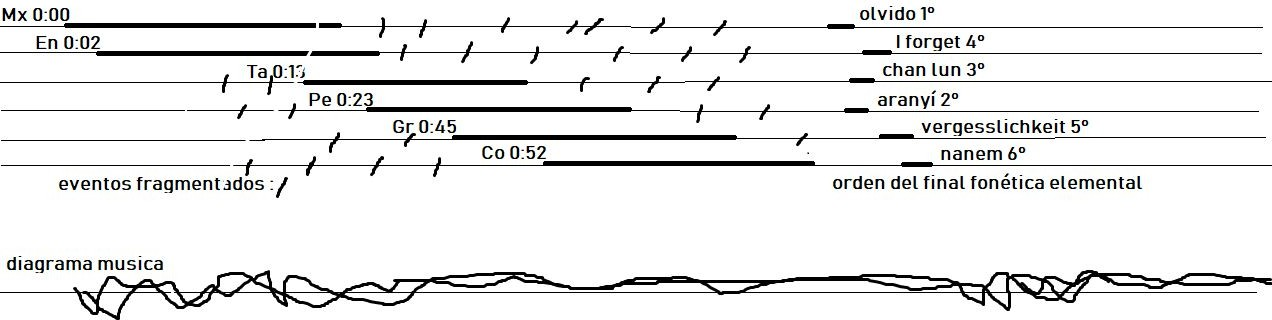 Mx 0:00 olvido 1º
En 0:02 I forget 4º
Ta 0:13 chan lun 3º
Pe 0:23 aranyí 2º
Gr 0:45 vergesslichkeit 5º
Co 0:52 nanem 6º
eventos fragmentados : orden del final fonética elemental
diagrama musica